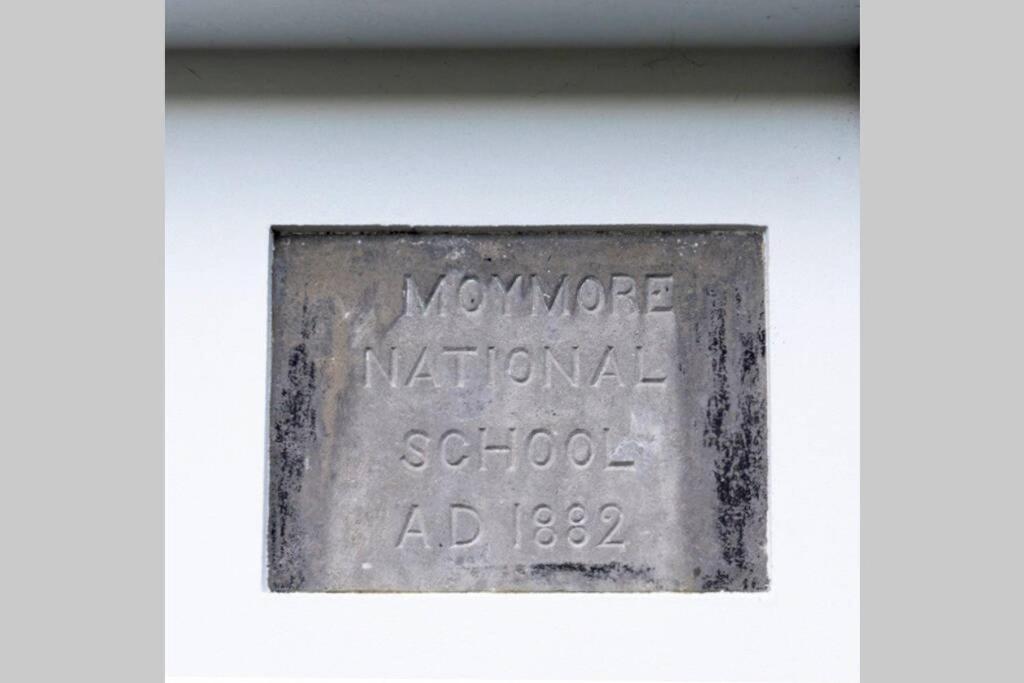 MOYMORE
NATIONAL
SCHOOL
A.D 1882